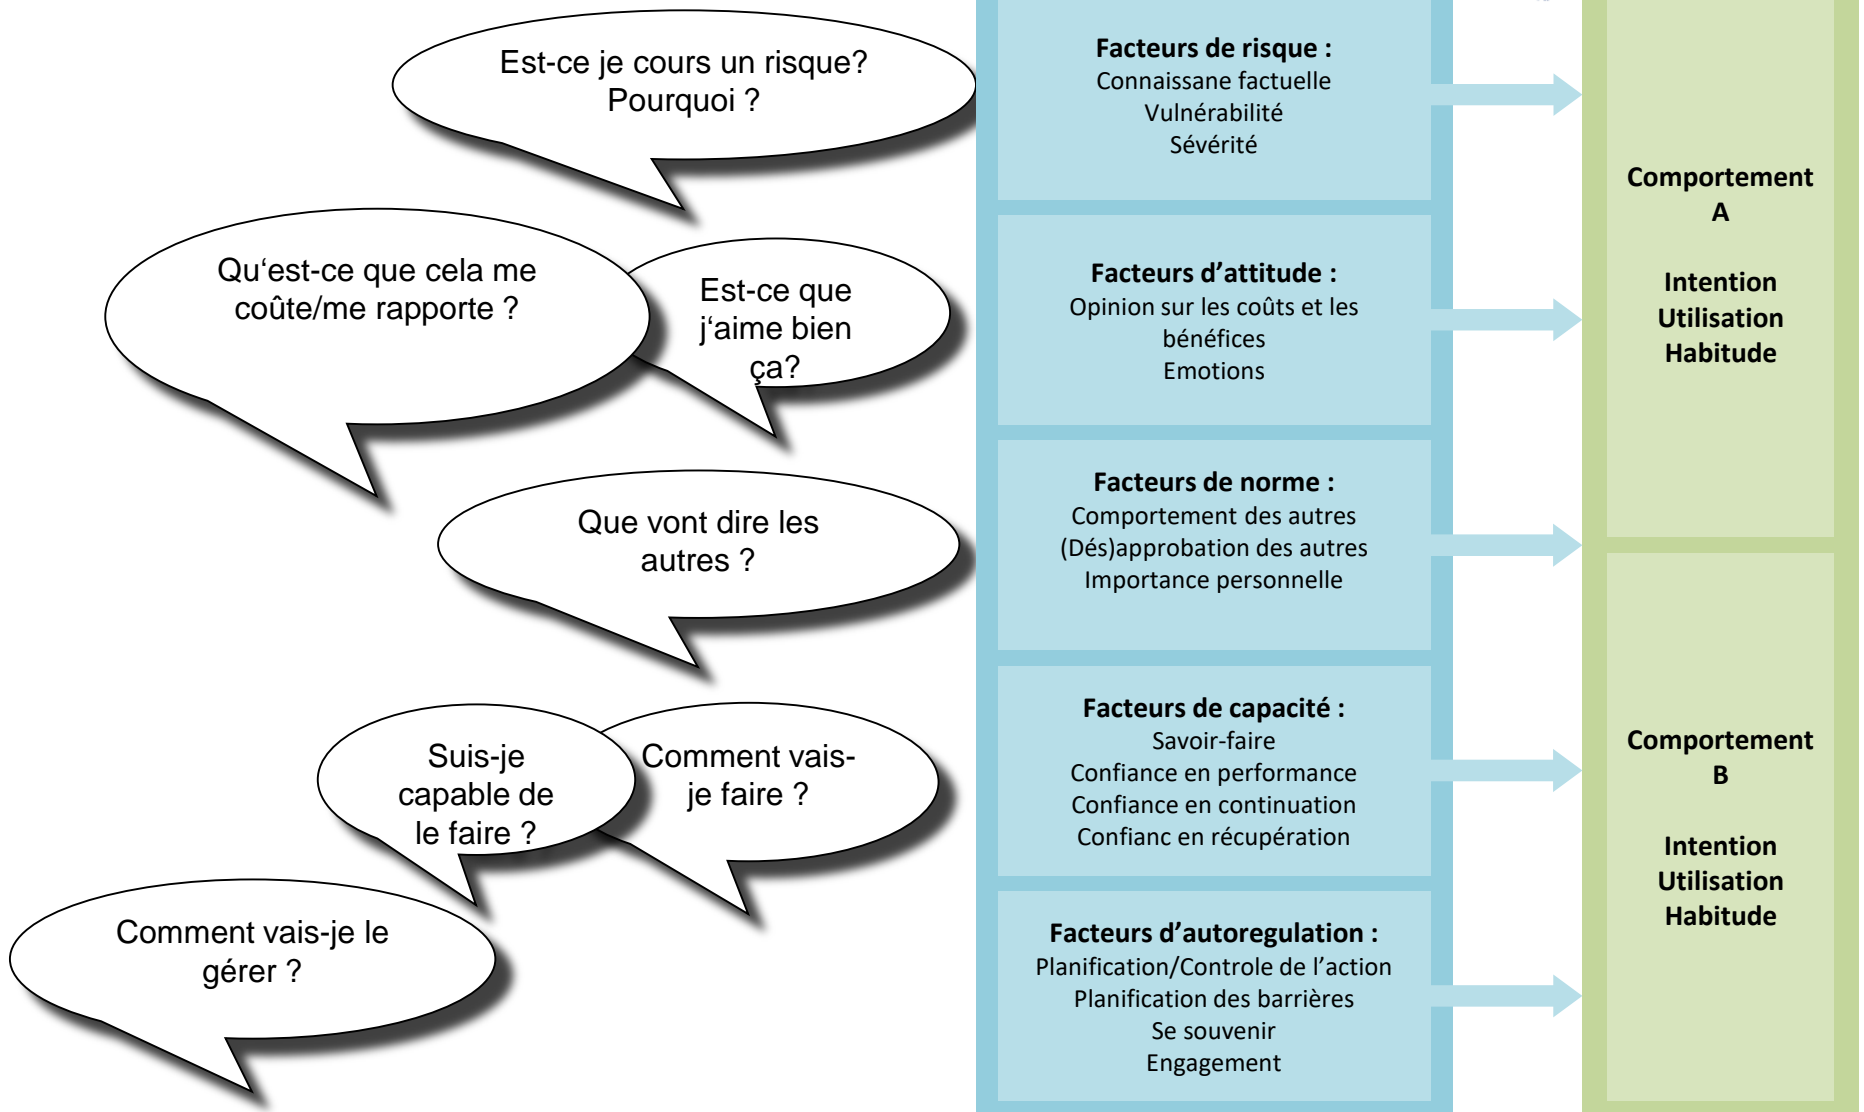 Est-ce je cours un risque?
Pourquoi ?
Qu‘est-ce que cela me
coûte/me rapporte ?
Est-ce que
j‘aime bien
ça?
Que vont dire les
autres ?
Suis-je
capable de
le faire ?
Comment vais-
je faire ?
Comment vais-je le
gérer ?
Facteurs de risque :
Connaissane factuelle
Vulnérabilité
Sévérité
Facteurs d’attitude :
Opinion sur les coûts et les
bénéfices
Emotions
Facteurs de norme :
Comportement des autres
(Dés)approbation des autres
Importance personnelle
Facteurs de capacité :
Savoir-faire
Confiance en performance
Confiance en continuation
Confianc en récupération
Facteurs d’autoregulation :
Planification/Controle de l’action
Planification des barrières
Se souvenir
Engagement
Comportement
A
Intention
Utilisation
Habitude
Comportement
B
Intention
Utilisation
Habitude